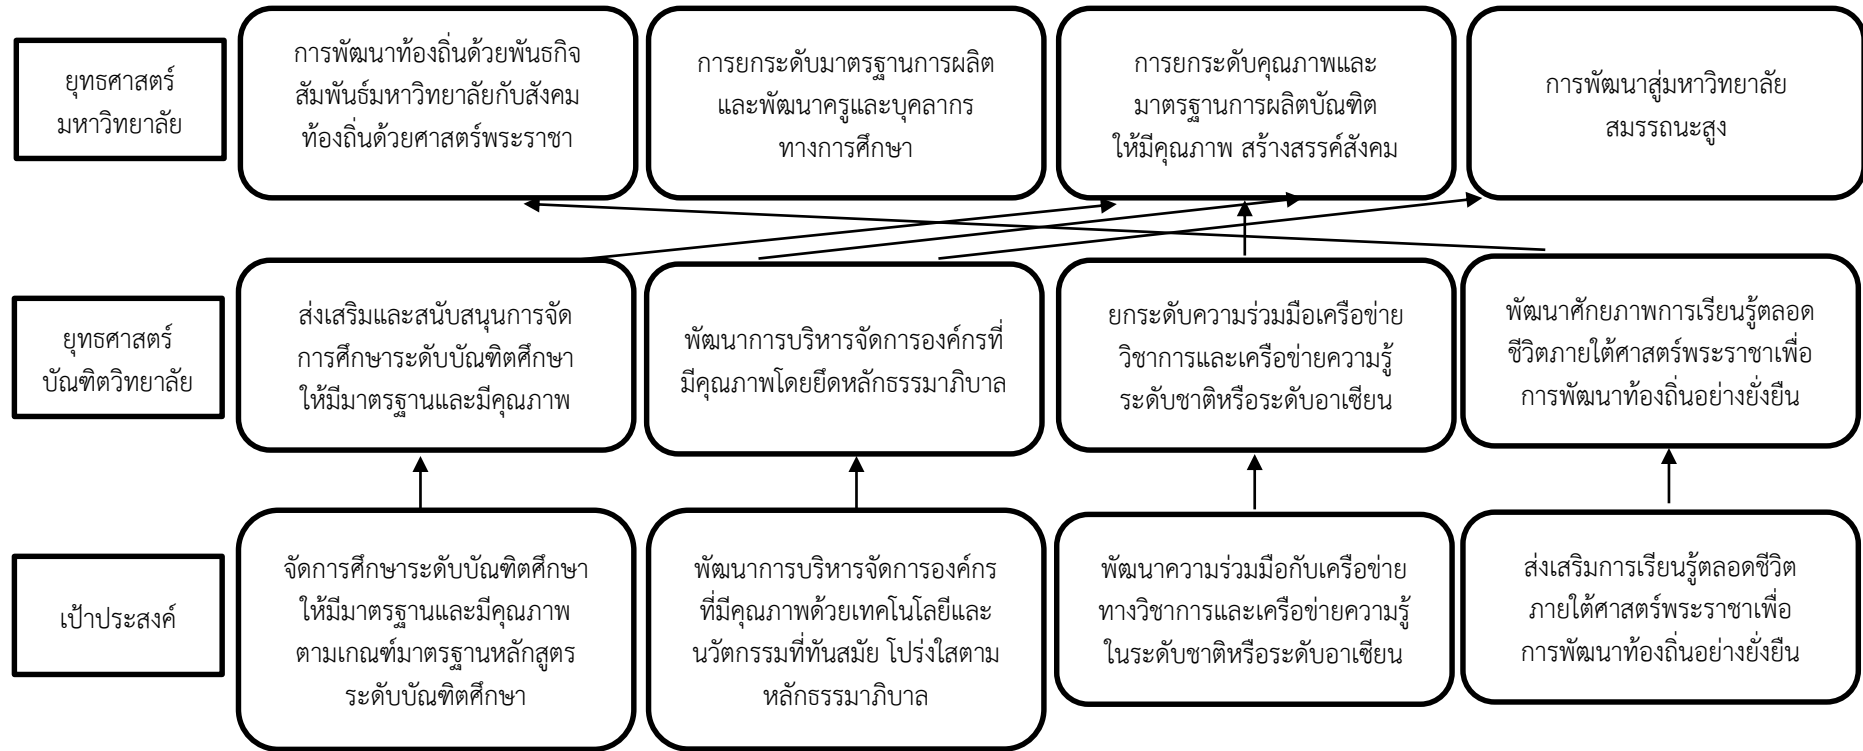 ยุทธศาสตร์
มหาวิทยาลัย
การพัฒนาท้องถิ่นด้วยพันธกิจ
สัมพันธ์มหาวิทยาลัยกับสังคม
ท้องถิ่นด้วยศาสตร์พระราชา
การยกระดับมาตรฐานการผลิต
และพัฒนาครูและบุคลากร
ทางการศึกษา
การยกระดับคุณภาพและ
มาตรฐานการผลิตบัณฑิต
ให้มีคุณภาพ สร้างสรรค์สังคม
การพัฒนาสู่มหาวิทยาลัย
สมรรถนะสูง
ยุทธศาสตร์
บัณฑิตวิทยาลัย
ส่งเสริมและสนับสนุนการจัด
การศึกษาระดับบัณฑิตศึกษา
ให้มีมาตรฐานและมีคุณภาพ
พัฒนาการบริหารจัดการองค์กรที่
มีคุณภาพโดยยึดหลักธรรมาภิบาล
ยกระดับความร่วมมือเครือข่าย
วิชาการและเครือข่ายความรู้
ระดับชาติหรือระดับอาเซียน
พัฒนาศักยภาพการเรียนรู้ตลอด
ชีวิตภายใต้ศาสตร์พระราชาเพื่อ
การพัฒนาท้องถิ่นอย่างยั่งยืน
เป้าประสงค์
จัดการศึกษาระดับบัณฑิตศึกษา
ให้มีมาตรฐานและมีคุณภาพ
ตามเกณฑ์มาตรฐานหลักสูตร
ระดับบัณฑิตศึกษา
พัฒนาการบริหารจัดการองค์กร
ที่มีคุณภาพด้วยเทคโนโลยีและ
นวัตกรรมที่ทันสมัย โปร่งใสตาม
หลักธรรมาภิบาล
พัฒนาความร่วมมือกับเครือข่าย
ทางวิชาการและเครือข่ายความรู้
ในระดับชาติหรือระดับอาเซียน
ส่งเสริมการเรียนรู้ตลอดชีวิต
ภายใต้ศาสตร์พระราชาเพื่อ
การพัฒนาท้องถิ่นอย่างยั่งยืน